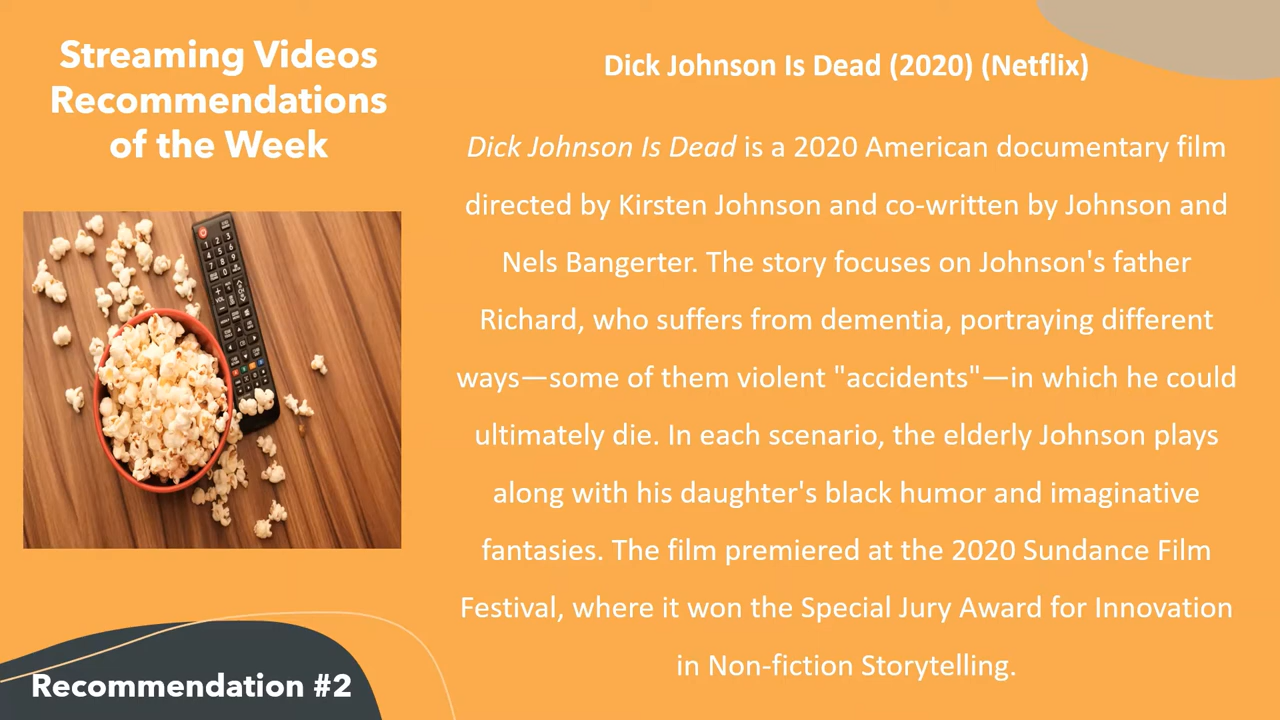 Streaming Videos
Recommendations
of the Week
Dick Johnson Is Dead (2020) (Netflix)
Dick Johnson Is Dead is a 2020 American documentary film
directed by Kirsten Johnson and co-written by Johnson and
Nels Bangerter. The story focuses on Johnson's father
Richard, who suffers from dementia, portraying different
ways—some of them violent "accidents"—in which he could
ultimately die. In each scenario, the elderly Johnson plays
along with his daughter's black humor and imaginative
fantasies. The film premiered at the 2020 Sundance Film
Festival, where it won the Special Jury Award for Innovation
in Non-fiction Storytelling.
Recommendation #2